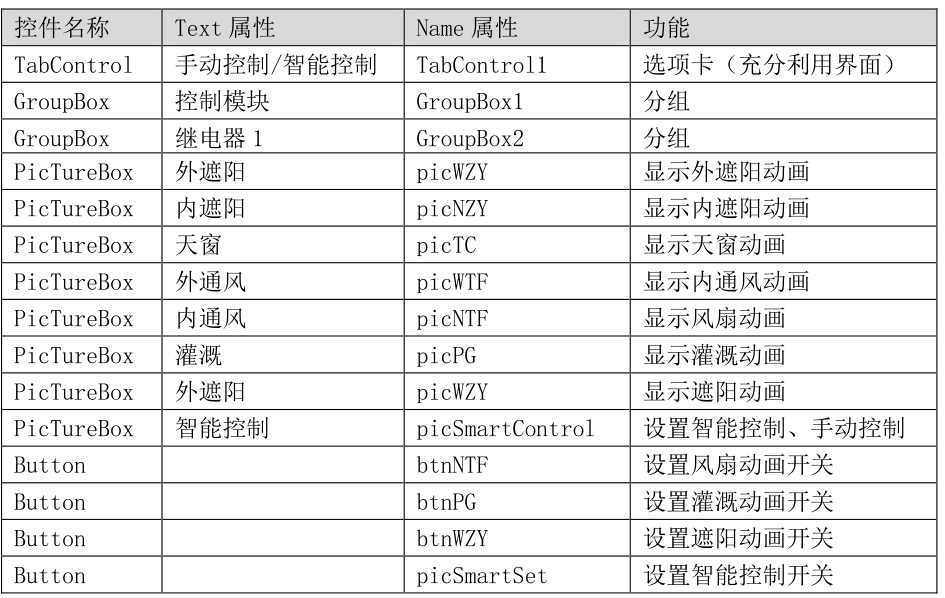 控件名称 Text 属性 Name 属性 功能
TabControl 手动控制/智能控制 TabControl1 选项卡（充分利用界面）
GroupBox 控制模块 GroupBox1 分组
GroupBox 继电器 1 GroupBox2 分组
PicTureBox 外遮阳 picWZY 显示外遮阳动画
PicTureBox 内遮阳 picNZY 显示内遮阳动画
PicTureBox 天窗 picTC 显示天窗动画
PicTureBox 外通风 picWTF 显示内通风动画
PicTureBox 内通风 picNTF 显示风扇动画
PicTureBox 灌溉 picPG 显示灌溉动画
PicTureBox 外遮阳 picWZY 显示遮阳动画
PicTureBox 智能控制 picSmartControl 设置智能控制、手动控制
Button btnNTF 设置风扇动画开关
Button btnPG 设置灌溉动画开关
Button btnWZY 设置遮阳动画开关
Button picSmartSet 设置智能控制开关